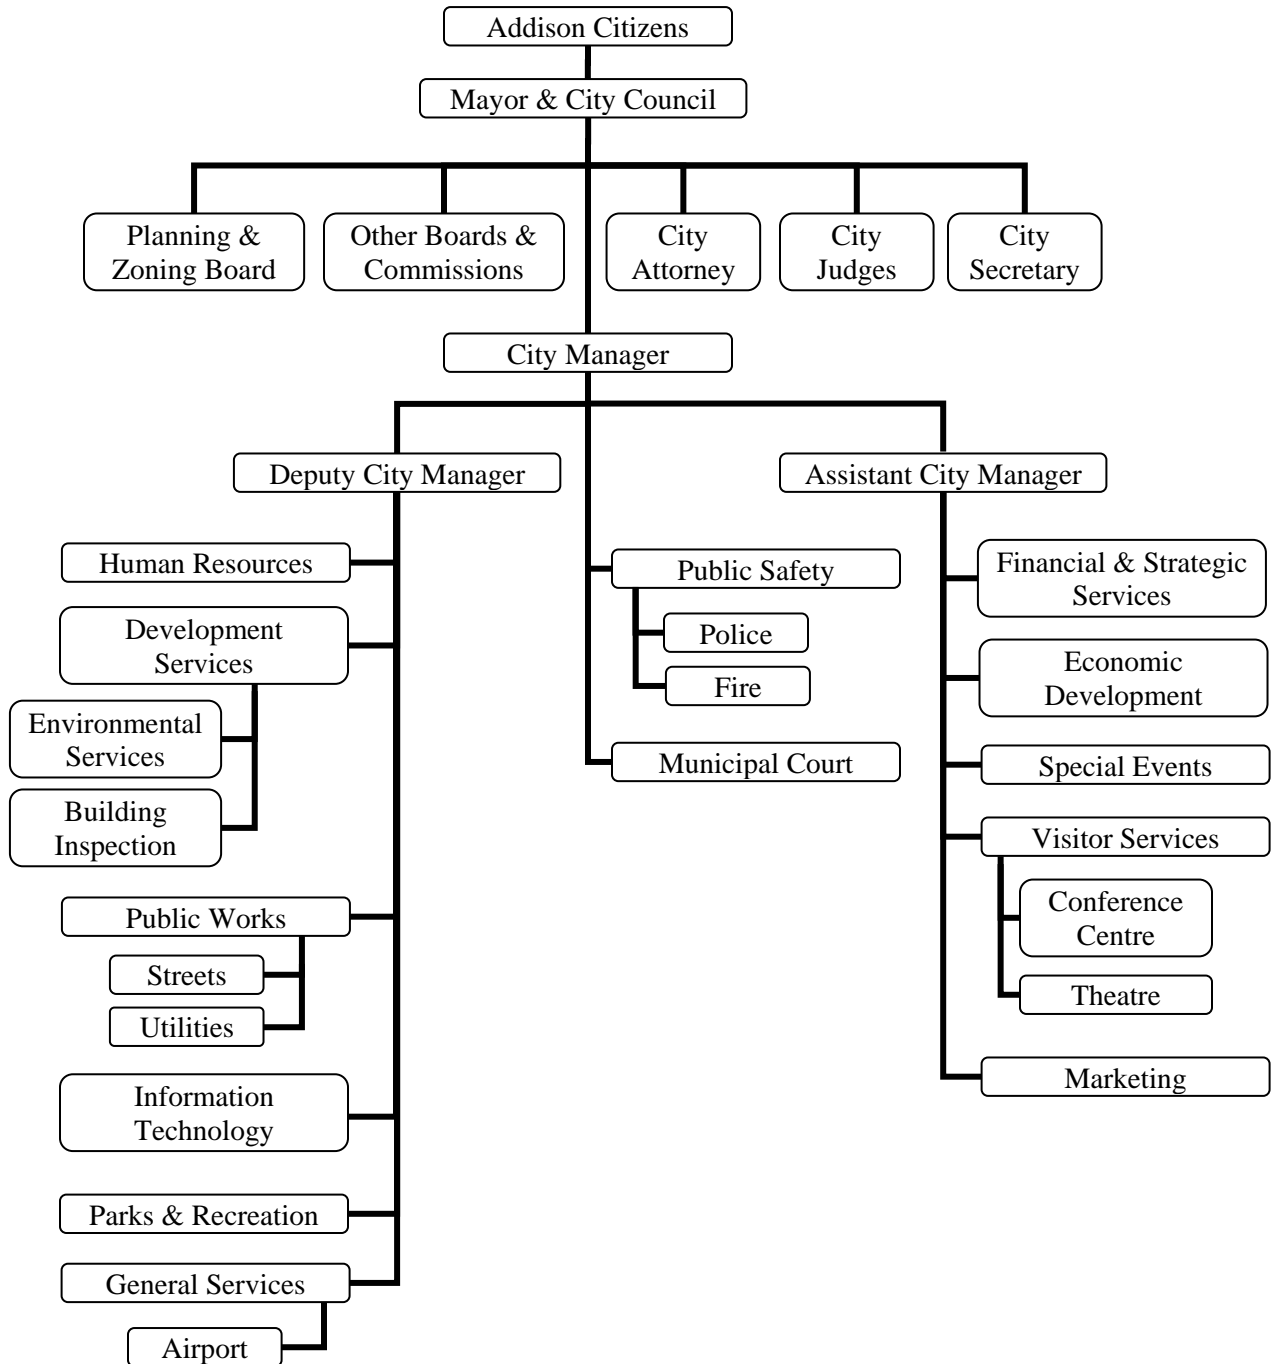 Addison Citizens
Mayor & City Council
Planning &
Zoning Board
Other Boards &
Commissions
City
Attorney
City
Judges
City
Secretary
City Manager
Deputy City Manager
Human Resources
Development
Services
Environmental
Services
Building
Inspection
Public Works
Streets
Utilities
Information
Technology
Parks & Recreation
General Services
Airport
Public Safety
Police
Fire
Municipal Court
Assistant City Manager
Financial & Strategic
Services
Economic
Development
Special Events
Visitor Services
Conference
Centre
Theatre
Marketing